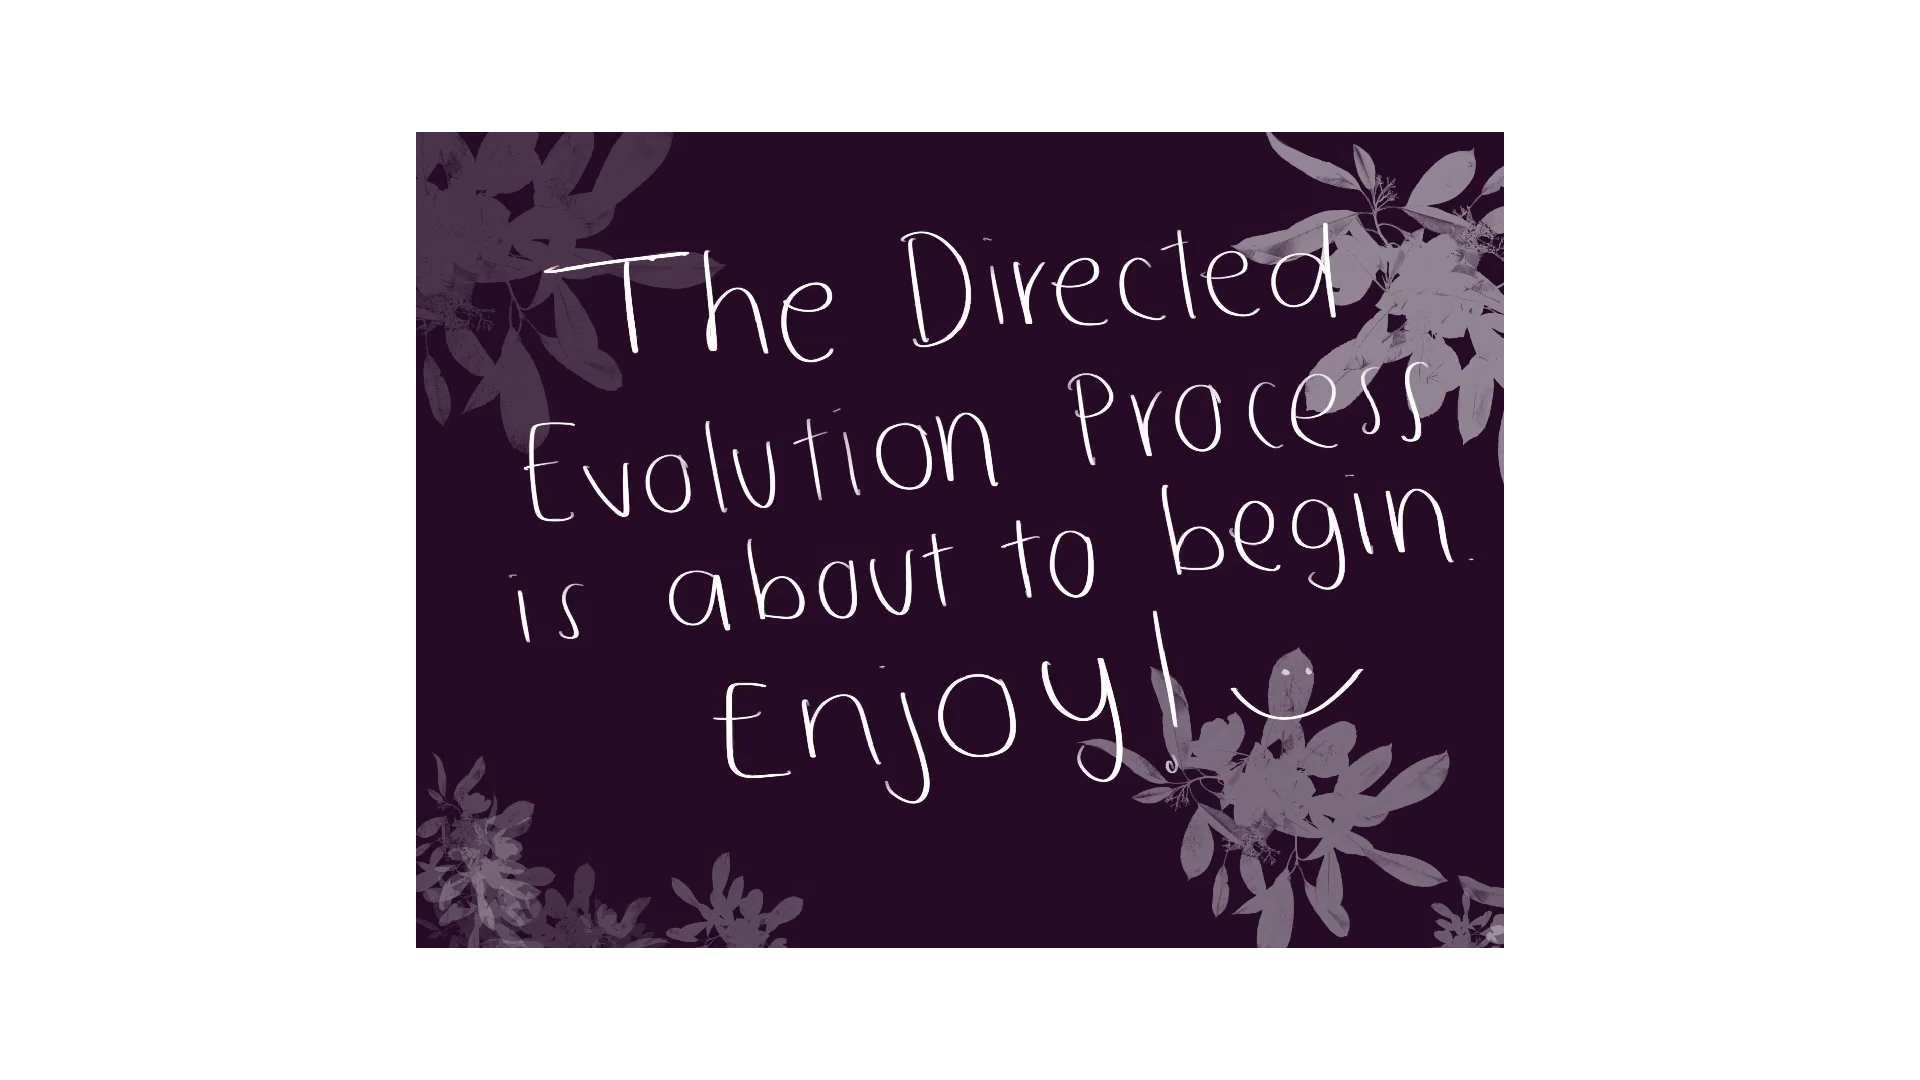 The Directed
Evolution Process
is about to begin.
Enjoy!